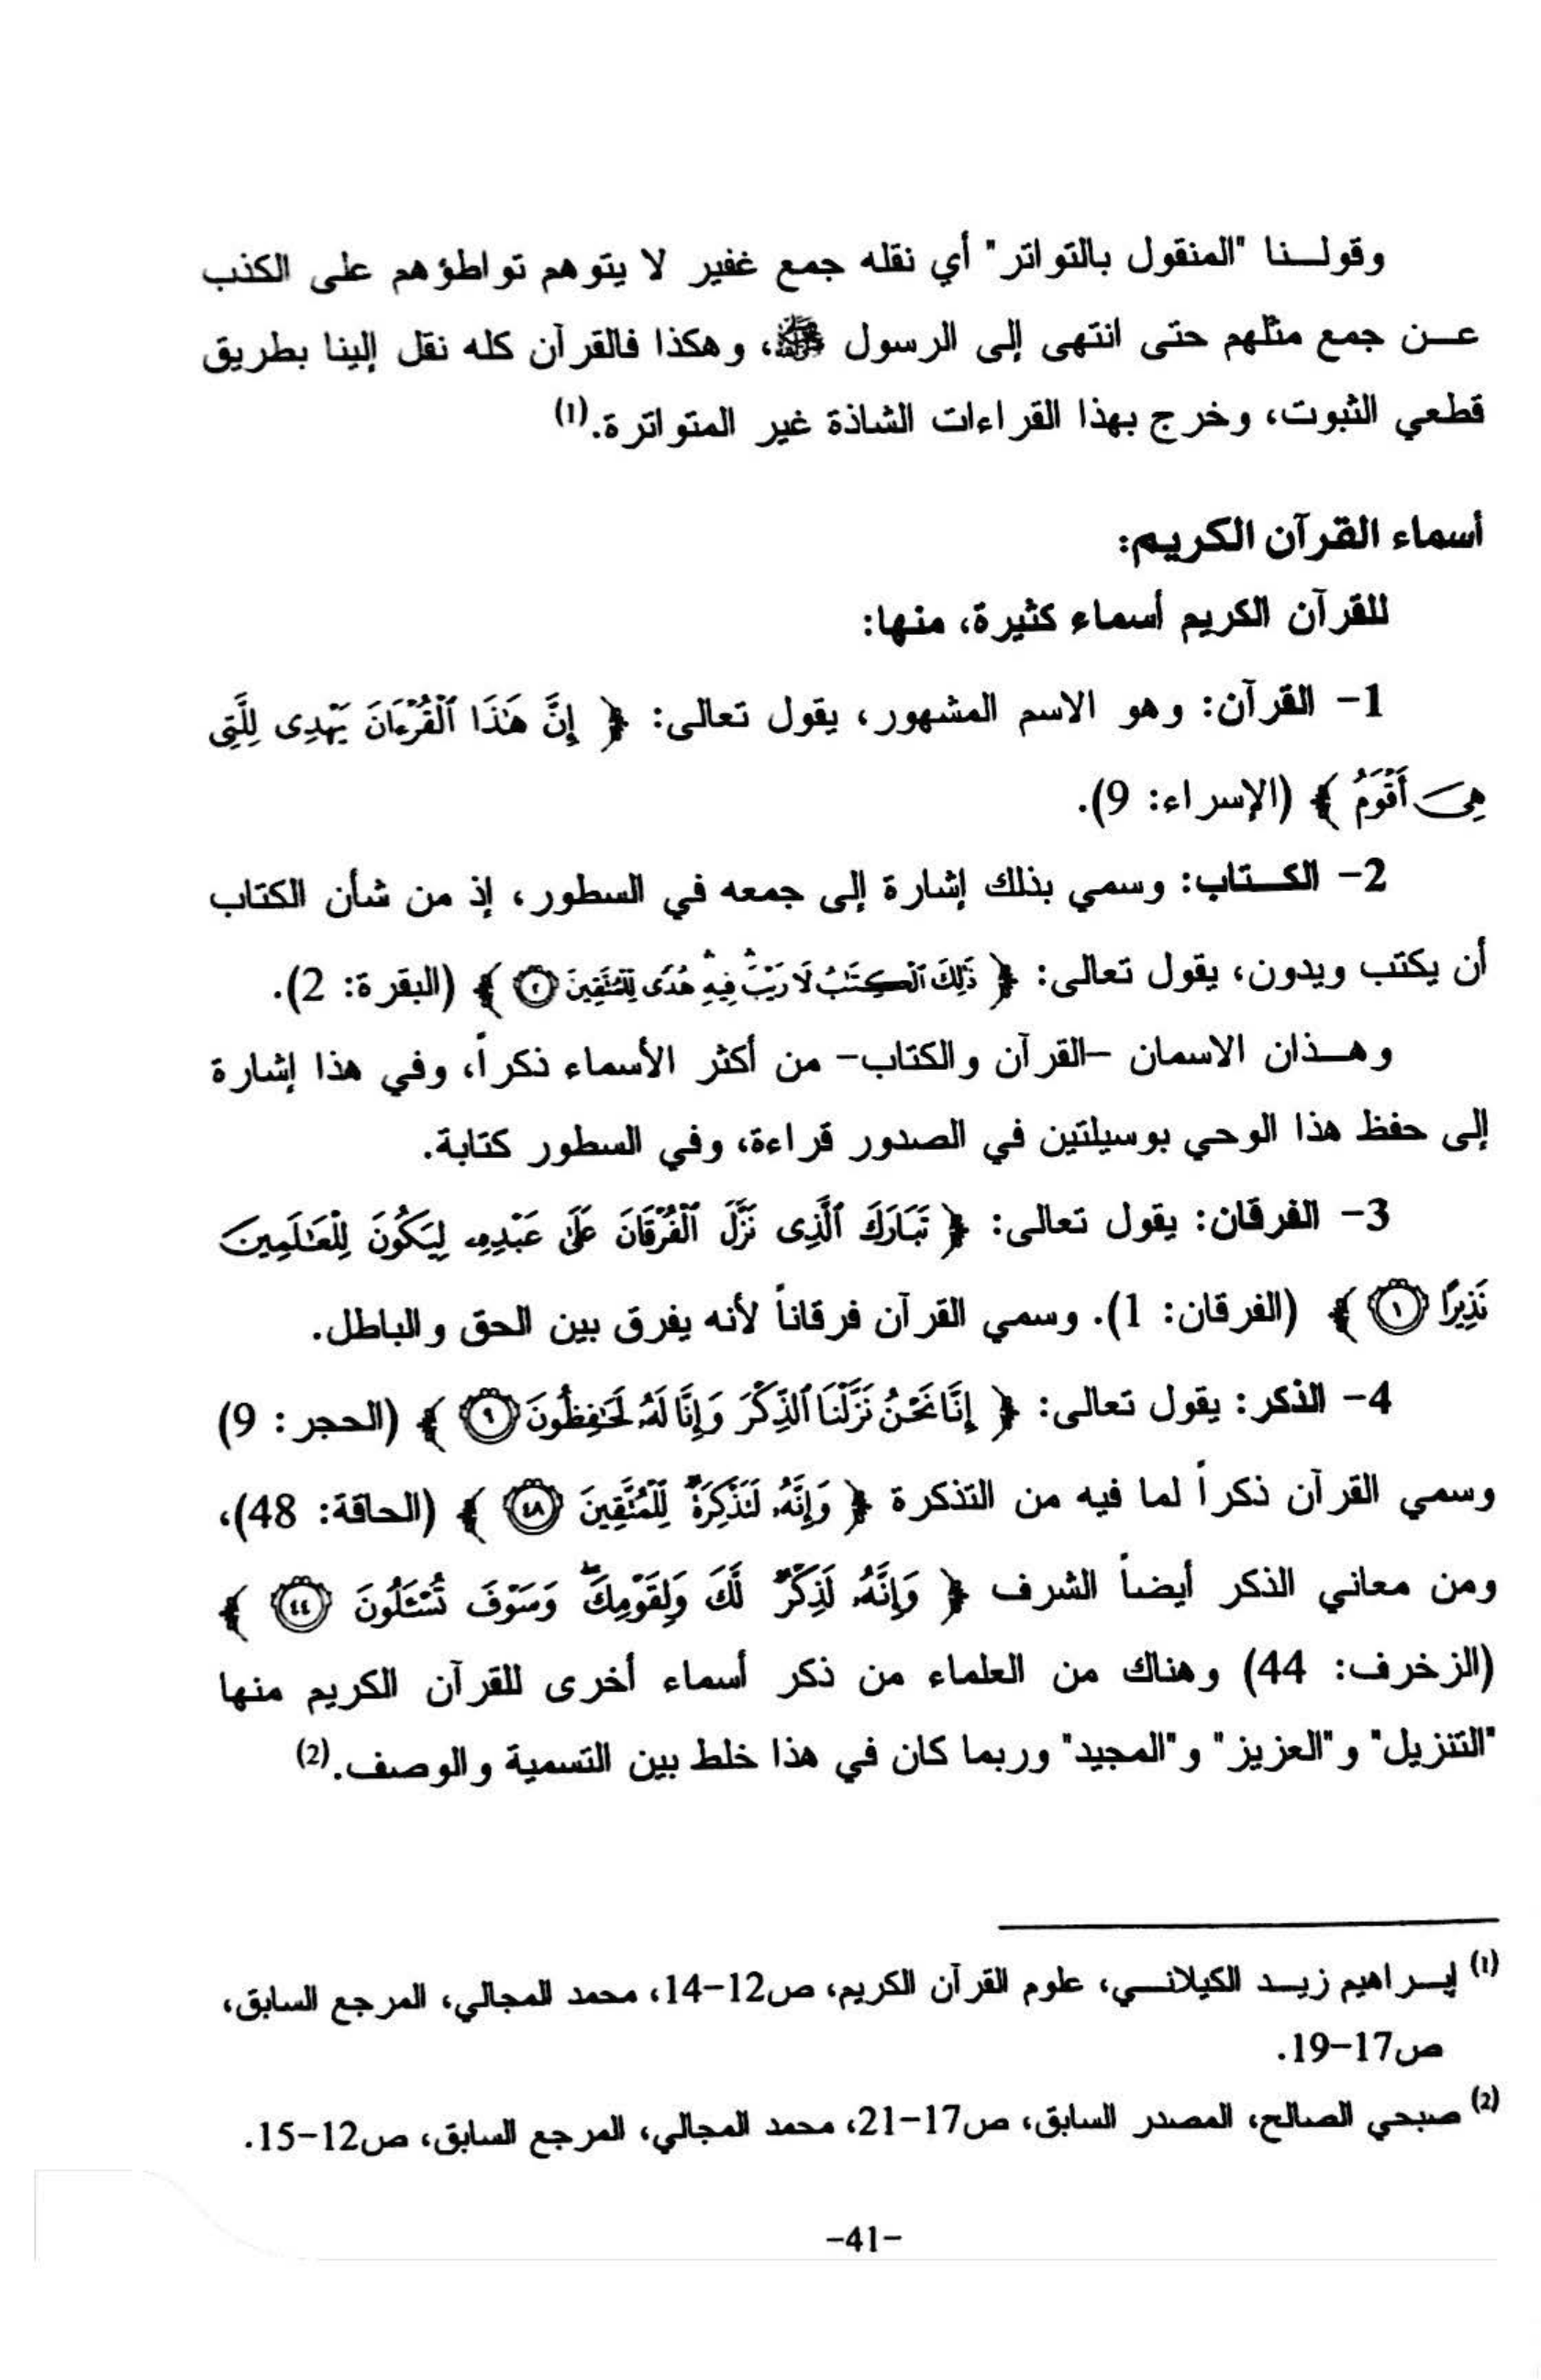 وقولنا "المنقول بالتواتر" أي نقله جمع غفير لا يتوهم تواطؤهم على الكذب
عن جمع مثلهم حتى انتهى إلى الرسول ﷺ، وهكذا فالقرآن كله نقل إلينا بطريق
قطعي الثبوت، وخرج بهذا القراءات الشاذة غير المتواترة.(1)
أسماء القرآن الكريم:
للقرآن الكريم أسماء كثيرة، منها:
1- القرآن: وهو الاسم المشهور، يقول تعالى: ﴿ إِنَّ هَٰذَا ٱلْقُرْءَانَ يَهْدِى لِلَّتِى
هِىَ أَقْوَمُ ﴾ (الإسراء: 9).
2- الكتاب: وسمي بذلك إشارة إلى جمعه في السطور، إذ من شأن الكتاب
أن يكتب ويدون، يقول تعالى: ﴿ ذَٰلِكَ ٱلْكِتَٰبُ لَا رَيْبَ ۛ فِيهِ ۛ هُدًى لِّلْمُتَّقِينَ ٢ ﴾ (البقرة: 2).
وهذان الاسمان -القرآن والكتاب- من أكثر الأسماء ذكراً، وفي هذا إشارة
إلى حفظ هذا الوحي بوسيلتين في الصدور قراءة، وفي السطور كتابة.
3- الفرقان: يقول تعالى: ﴿ تَبَارَكَ ٱلَّذِى نَزَّلَ ٱلْفُرْقَانَ عَلَىٰ عَبْدِهِۦ لِيَكُونَ لِلْعَٰلَمِينَ
نَذِيرًا ١ ﴾ (الفرقان: 1). وسمي القرآن فرقاناً لأنه يفرق بين الحق والباطل.
4- الذكر: يقول تعالى: ﴿ إِنَّا نَحْنُ نَزَّلْنَا ٱلذِّكْرَ وَإِنَّا لَهُۥ لَحَٰفِظُونَ ٩ ﴾ (الحجر: 9)
وسمي القرآن ذكراً لما فيه من التذكرة ﴿ وَإِنَّهُۥ لَتَذْكِرَةٌ لِّلْمُتَّقِينَ ٤٨ ﴾ (الحاقة: 48)،
ومن معاني الذكر أيضاً الشرف ﴿ وَإِنَّهُۥ لَذِكْرٌ لَّكَ وَلِقَوْمِكَ ۖ وَسَوْفَ تُسْـَٔلُونَ ٤٤ ﴾
(الزخرف: 44) وهناك من العلماء من ذكر أسماء أخرى للقرآن الكريم منها
"التنزيل" و"العزيز" و"المجيد" وربما كان في هذا خلط بين التسمية والوصف.(2)
(1) إبراهيم زيد الكيلاني، علوم القرآن الكريم، ص12-14، محمد المجالي، المرجع السابق،
ص17-19.
(2) صبحي الصالح، المصدر السابق، ص17-21، محمد المجالي، المرجع السابق، ص12-15.
-41-